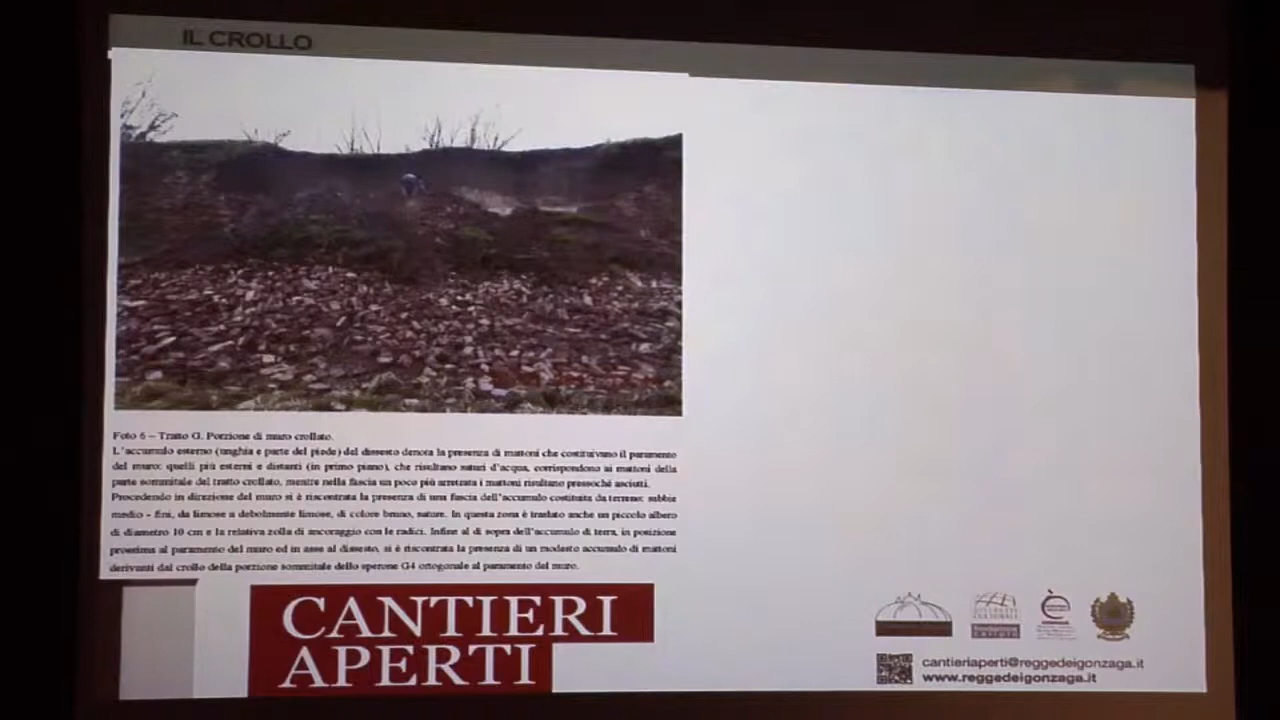 IL CROLLO
Foto 6 – Tratto G. Porzione di muro crollato.
L'accumulo esterno (unghia e parte del piede) del dissesto denota la presenza di mattoni che costituivano il paramento
del muro: quelli più esterni e distanti (in primo piano), che risultano saturi d'acqua, corrispondono ai mattoni della
parte sommitale del tratto crollato, mentre nella fascia un poco più arretrata i mattoni risultano pressoché asciutti.
Procedendo in direzione del muro si è riscontrata la presenza di una fascia dell'accumulo costituita da terreno: sabbie
medio - fini, da limose a debolmente limose, di colore bruno, sature. In questa zona è traslato anche un piccolo albero
di diametro 10 cm e la relativa zolla di ancoraggio con le radici. Infine al di sopra dell'accumulo di terra, in posizione
prossima al paramento del muro ed in asse al dissesto, si è riscontrata la presenza di un modesto accumulo di mattoni
derivanti dal crollo della porzione sommitale dello sperone G4 ortogonale al paramento del muro.
CANTIERI
APERTI
cantieriaperti@reggedeigonzaga.it
www.reggedeigonzaga.it